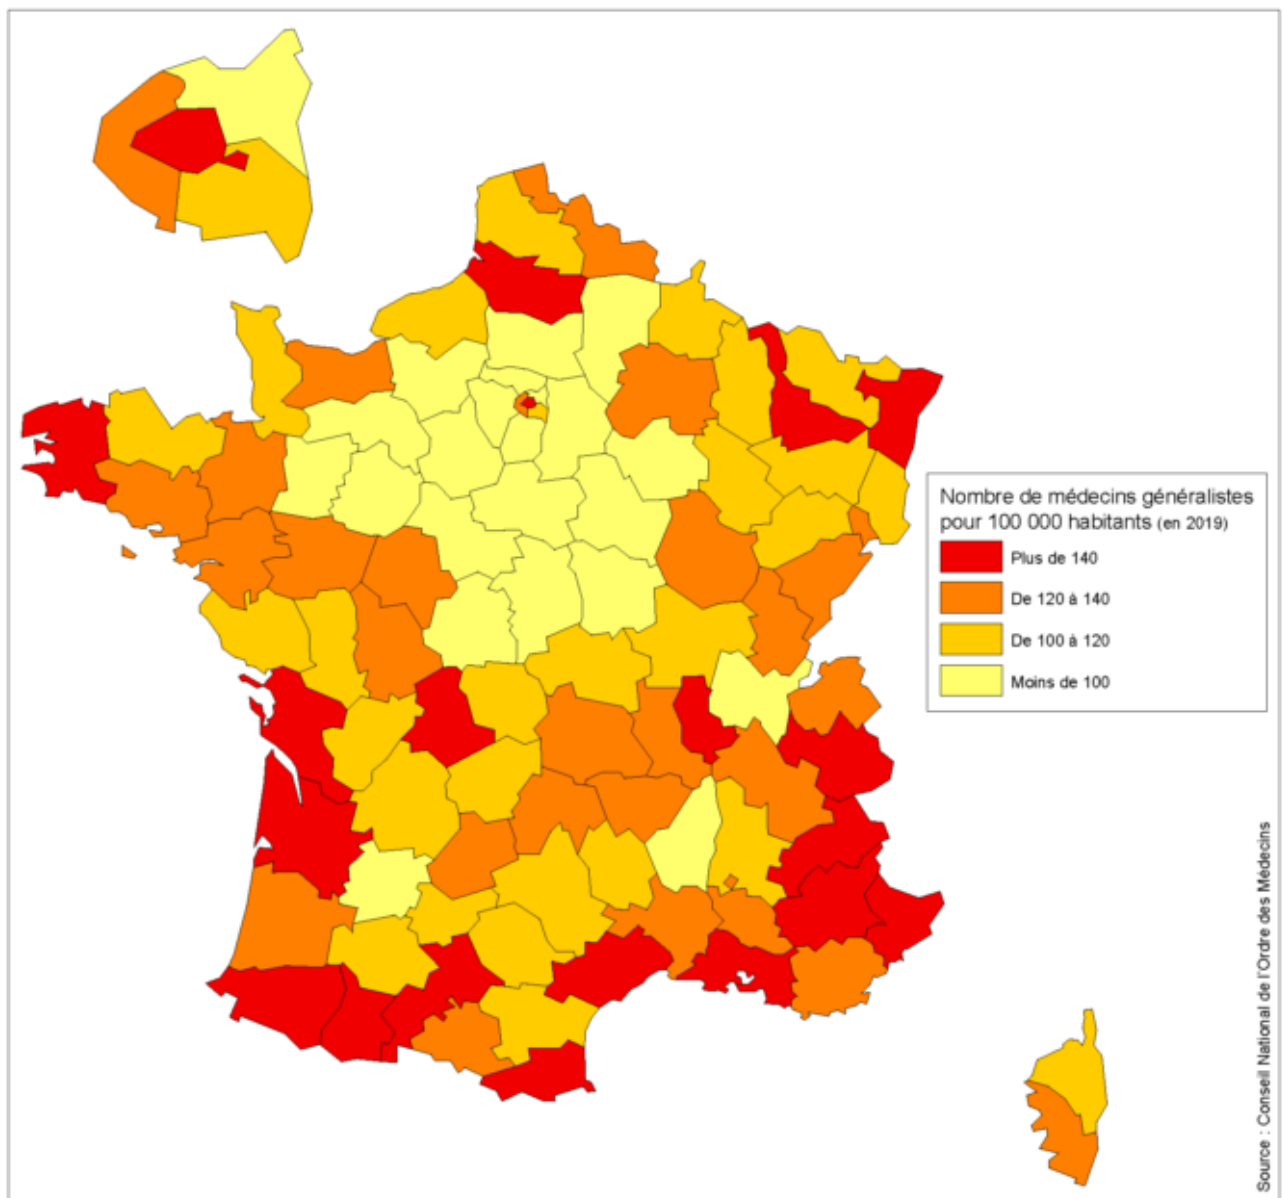 Nombre de médecins généralistes
pour 100 000 habitants (en 2019)
Plus de 140
De 120 à 140
De 100 à 120
Moins de 100
Source : Conseil National de l'Ordre des Médecins